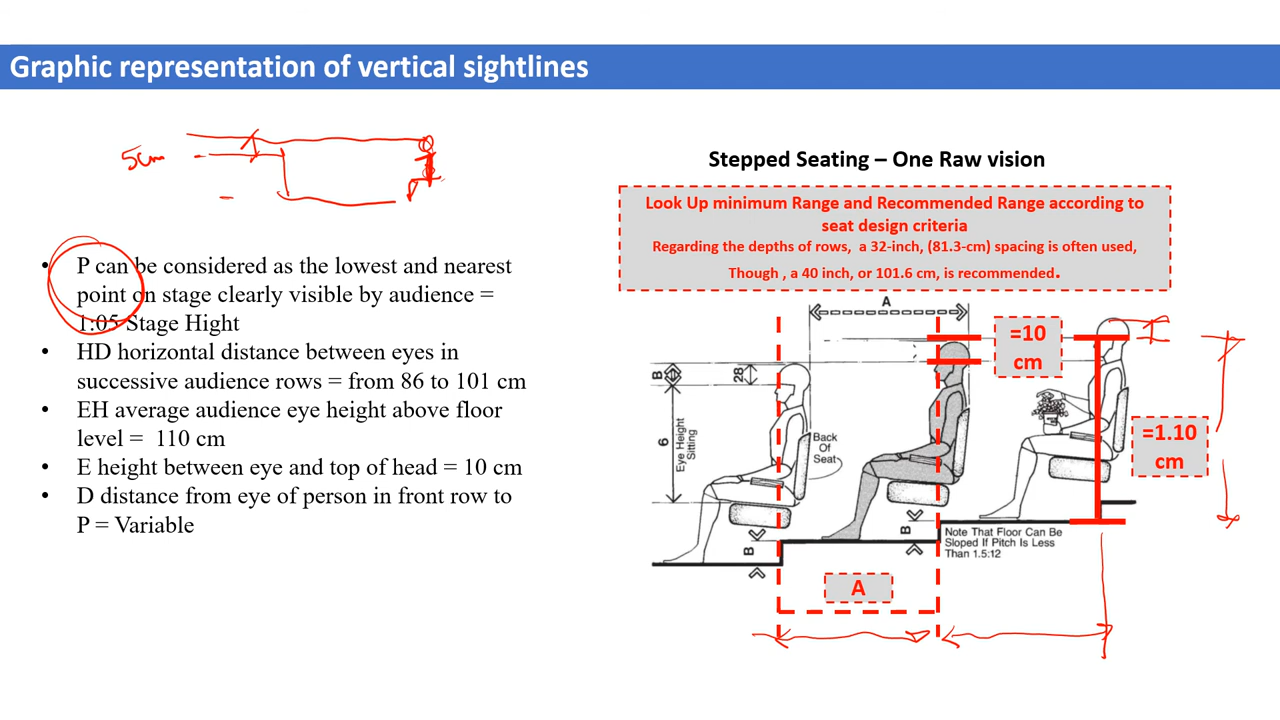 Graphic representation of vertical sightlines
5cm
• P can be considered as the lowest and nearest
point on stage clearly visible by audience =
1:05 Stage Hight
• HD horizontal distance between eyes in
successive audience rows = from 86 to 101 cm
• EH average audience eye height above floor
level = 110 cm
• E height between eye and top of head = 10 cm
• D distance from eye of person in front row to
P = Variable
Stepped Seating – One Raw vision
Look Up minimum Range and Recommended Range according to
seat design criteria
Regarding the depths of rows, a 32-inch, (81.3-cm) spacing is often used,
Though , a 40 inch, or 101.6 cm, is recommended.
A
=10
cm
B
28
6
Eye Height
Sitting
Back
Of
Seat
=1.10
cm
B
B
Note That Floor Can Be
Sloped If Pitch Is Less
Than 1.5:12
A